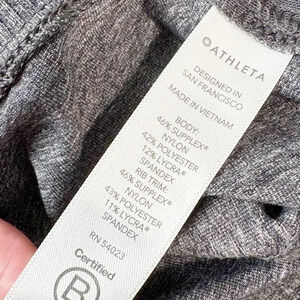 ATHLETA
DESIGNED IN
SAN FRANCISCO
MADE IN VIETNAM
BODY:
46% SUPPLEX®
NYLON
42% POLYESTER
12% LYCRA®
SPANDEX
RIB TRIM:
46% SUPPLEX®
NYLON
43% POLYESTER
11% LYCRA®
SPANDEX
RN 54023
Certified
B